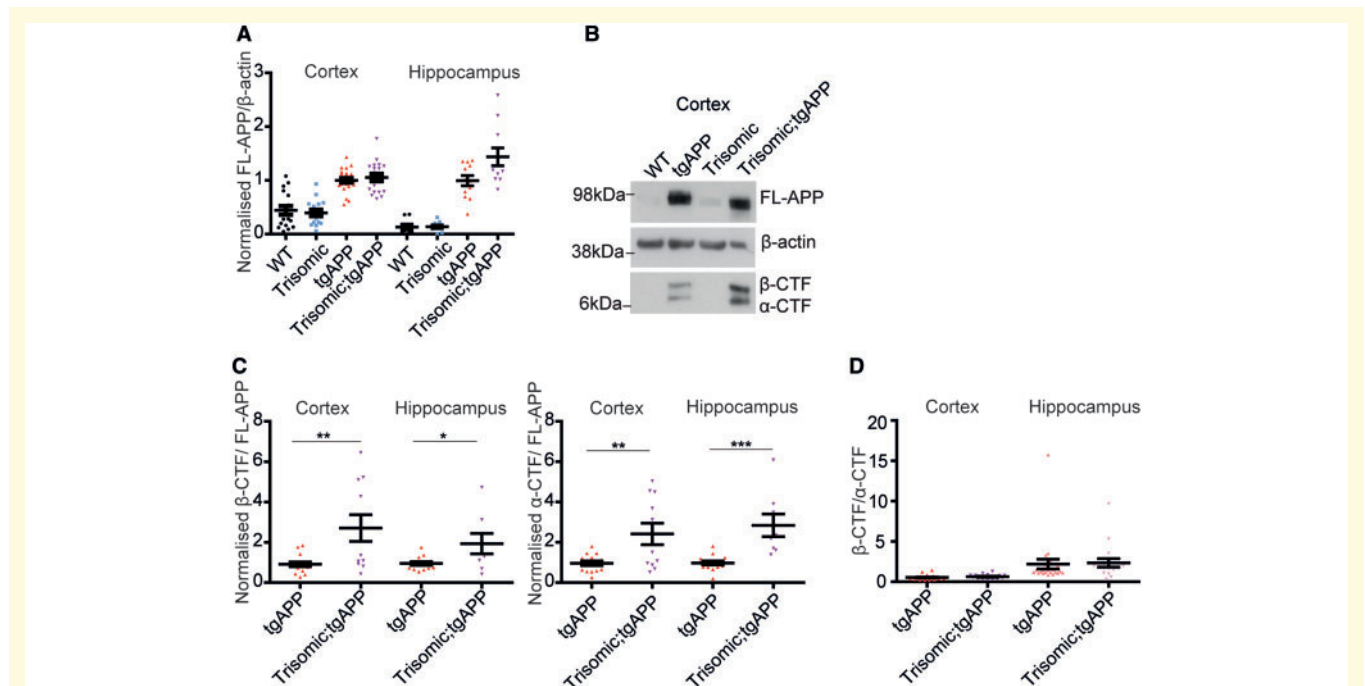 A
Normalised FL-APP/β-actin
Cortex Hippocampus
3
2
1
0
WT
Trisomic
tgAPP
Trisomic;tgAPP
WT
Trisomic
tgAPP
Trisomic;tgAPP
B
Cortex
WT
tgAPP
Trisomic
Trisomic;tgAPP
98kDa
FL-APP
38kDa
β-actin
6kDa
β-CTF
α-CTF
C
Normalised β-CTF/ FL-APP
Cortex Hippocampus
8
6
4
2
0
** *
tgAPP
Trisomic;tgAPP
tgAPP
Trisomic;tgAPP
Normalised α-CTF/ FL-APP
Cortex Hippocampus
8
6
4
2
0
** ***
tgAPP
Trisomic;tgAPP
tgAPP
Trisomic;tgAPP
D
β-CTF/α-CTF
Cortex Hippocampus
20
15
10
5
0
tgAPP
Trisomic;tgAPP
tgAPP
Trisomic;tgAPP